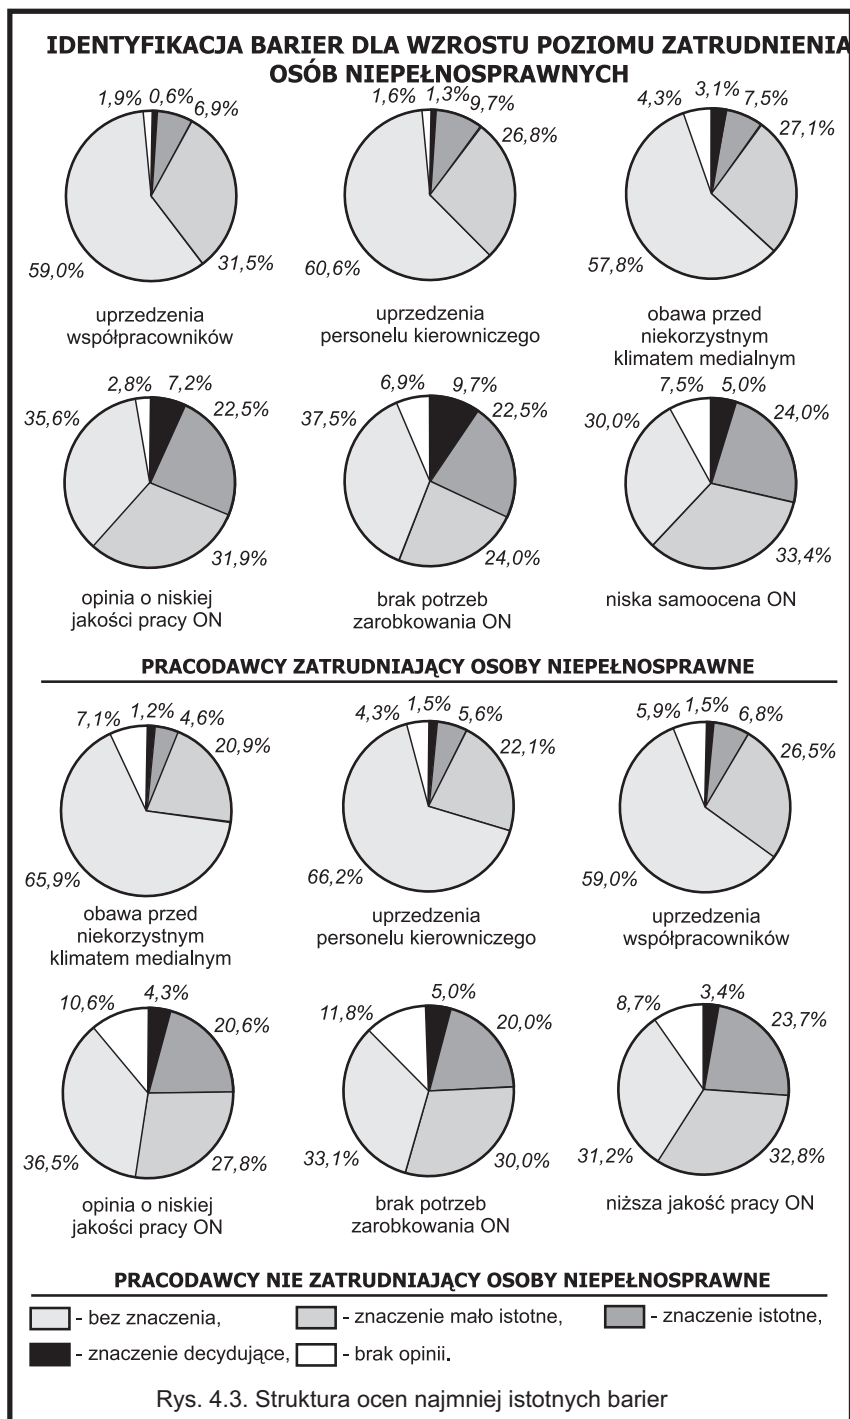 IDENTYFIKACJA BARIER DLA WZROSTU POZIOMU ZATRUDNIENIA
OSÓB NIEPEŁNOSPRAWNYCH
1,9% 0,6% 6,9%
31,5%
59,0%
uprzedzenia
współpracowników
1,6% 1,3% 9,7%
26,8%
60,6%
uprzedzenia
personelu kierowniczego
4,3% 3,1% 7,5%
27,1%
57,8%
obawa przed
niekorzystnym
klimatem medialnym
2,8% 7,2%
35,6% 22,5%
31,9%
opinia o niskiej
jakości pracy ON
6,9% 9,7%
37,5% 22,5%
24,0%
brak potrzeb
zarobkowania ON
7,5% 5,0%
30,0% 24,0%
33,4%
niska samoocena ON
PRACODAWCY ZATRUDNIAJĄCY OSOBY NIEPEŁNOSPRAWNE
7,1% 1,2% 4,6%
20,9%
65,9%
obawa przed
niekorzystnym
klimatem medialnym
4,3% 1,5% 5,6%
22,1%
66,2%
uprzedzenia
personelu kierowniczego
5,9% 1,5% 6,8%
26,5%
59,0%
uprzedzenia
współpracowników
10,6% 4,3%
20,6%
36,5% 27,8%
opinia o niskiej
jakości pracy ON
11,8% 5,0%
20,0%
33,1% 30,0%
brak potrzeb
zarobkowania ON
8,7% 3,4%
23,7%
31,2% 32,8%
niższa jakość pracy ON
PRACODAWCY NIE ZATRUDNIAJĄCY OSOBY NIEPEŁNOSPRAWNE
- bez znaczenia, - znaczenie mało istotne, - znaczenie istotne,
- znaczenie decydujące, - brak opinii.
Rys. 4.3. Struktura ocen najmniej istotnych barier